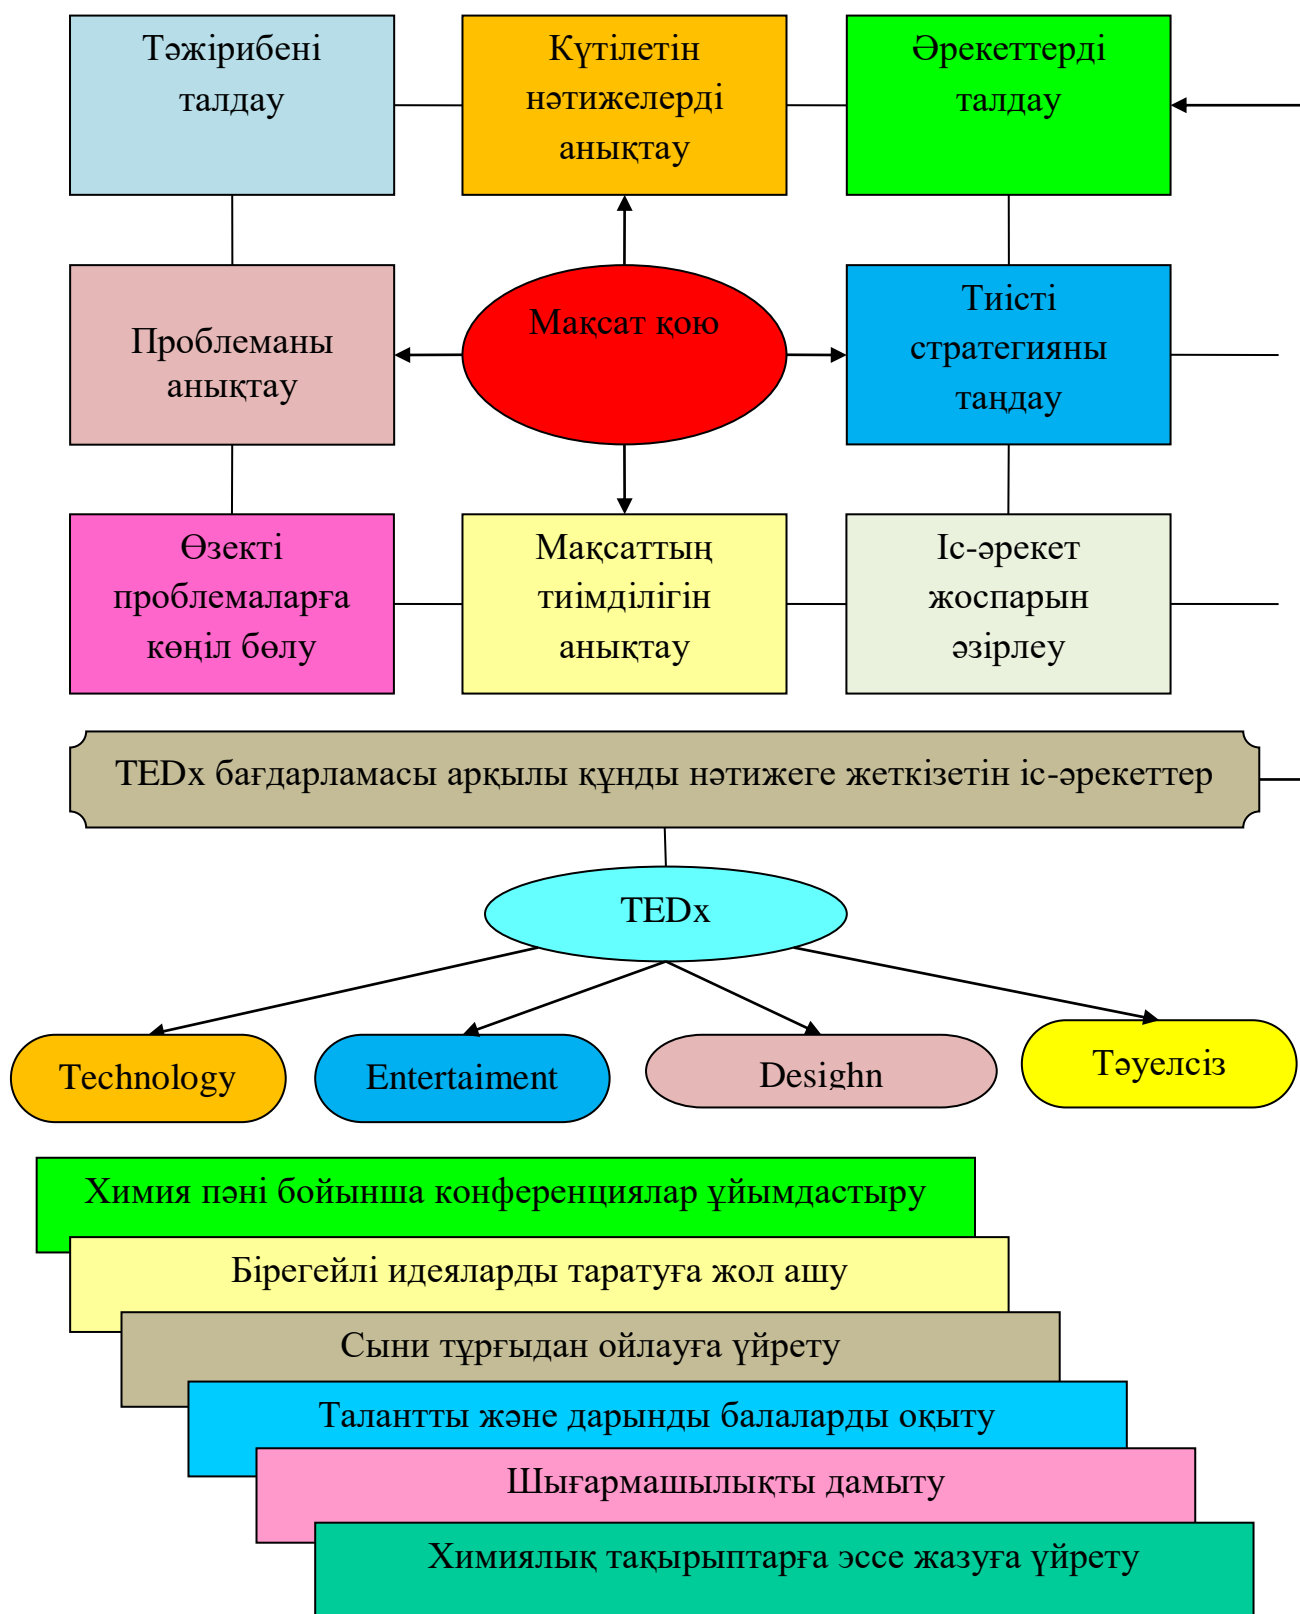 Тәжірибені
талдау
Күтілетін
нәтижелерді
анықтау
Әрекеттерді
талдау
Проблеманы
анықтау
Мақсат қою
Тиісті
стратегияны
таңдау
Өзекті
проблемаларға
көңіл бөлу
Мақсаттың
тиімділігін
анықтау
Іс-әрекет
жоспарын
әзірлеу
TEDx бағдарламасы арқылы құнды нәтижеге жеткізетін іс-әрекеттер
TEDx
Technology
Entertaiment
Desighn
Тәуелсіз
Химия пәні бойынша конференциялар ұйымдастыру
Бірегейлі идеяларды таратуға жол ашу
Сыни тұрғыдан ойлауға үйрету
Талантты және дарынды балаларды оқыту
Шығармашылықты дамыту
Химиялық тақырыптарға эссе жазуға үйрету